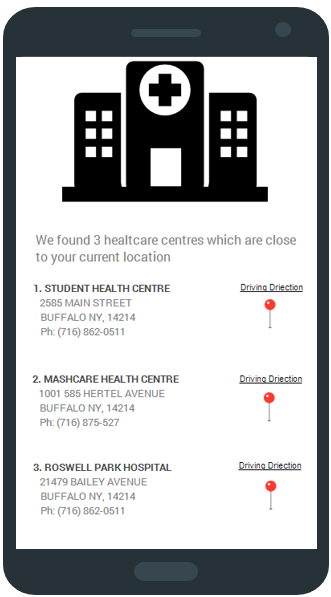 We found 3 healtcare centres which are close
to your current location
1. STUDENT HEALTH CENTRE
Driving Driection
2585 MAIN STREET
BUFFALO NY, 14214
Ph: (716) 862-0511
2. MASHCARE HEALTH CENTRE
Driving Driection
1001 585 HERTEL AVENUE
BUFFALO NY, 14214
Ph: (716) 875-527
3. ROSWELL PARK HOSPITAL
Driving Driection
21479 BAILEY AVENUE
BUFFALO NY, 14214
Ph: (716) 862-0511